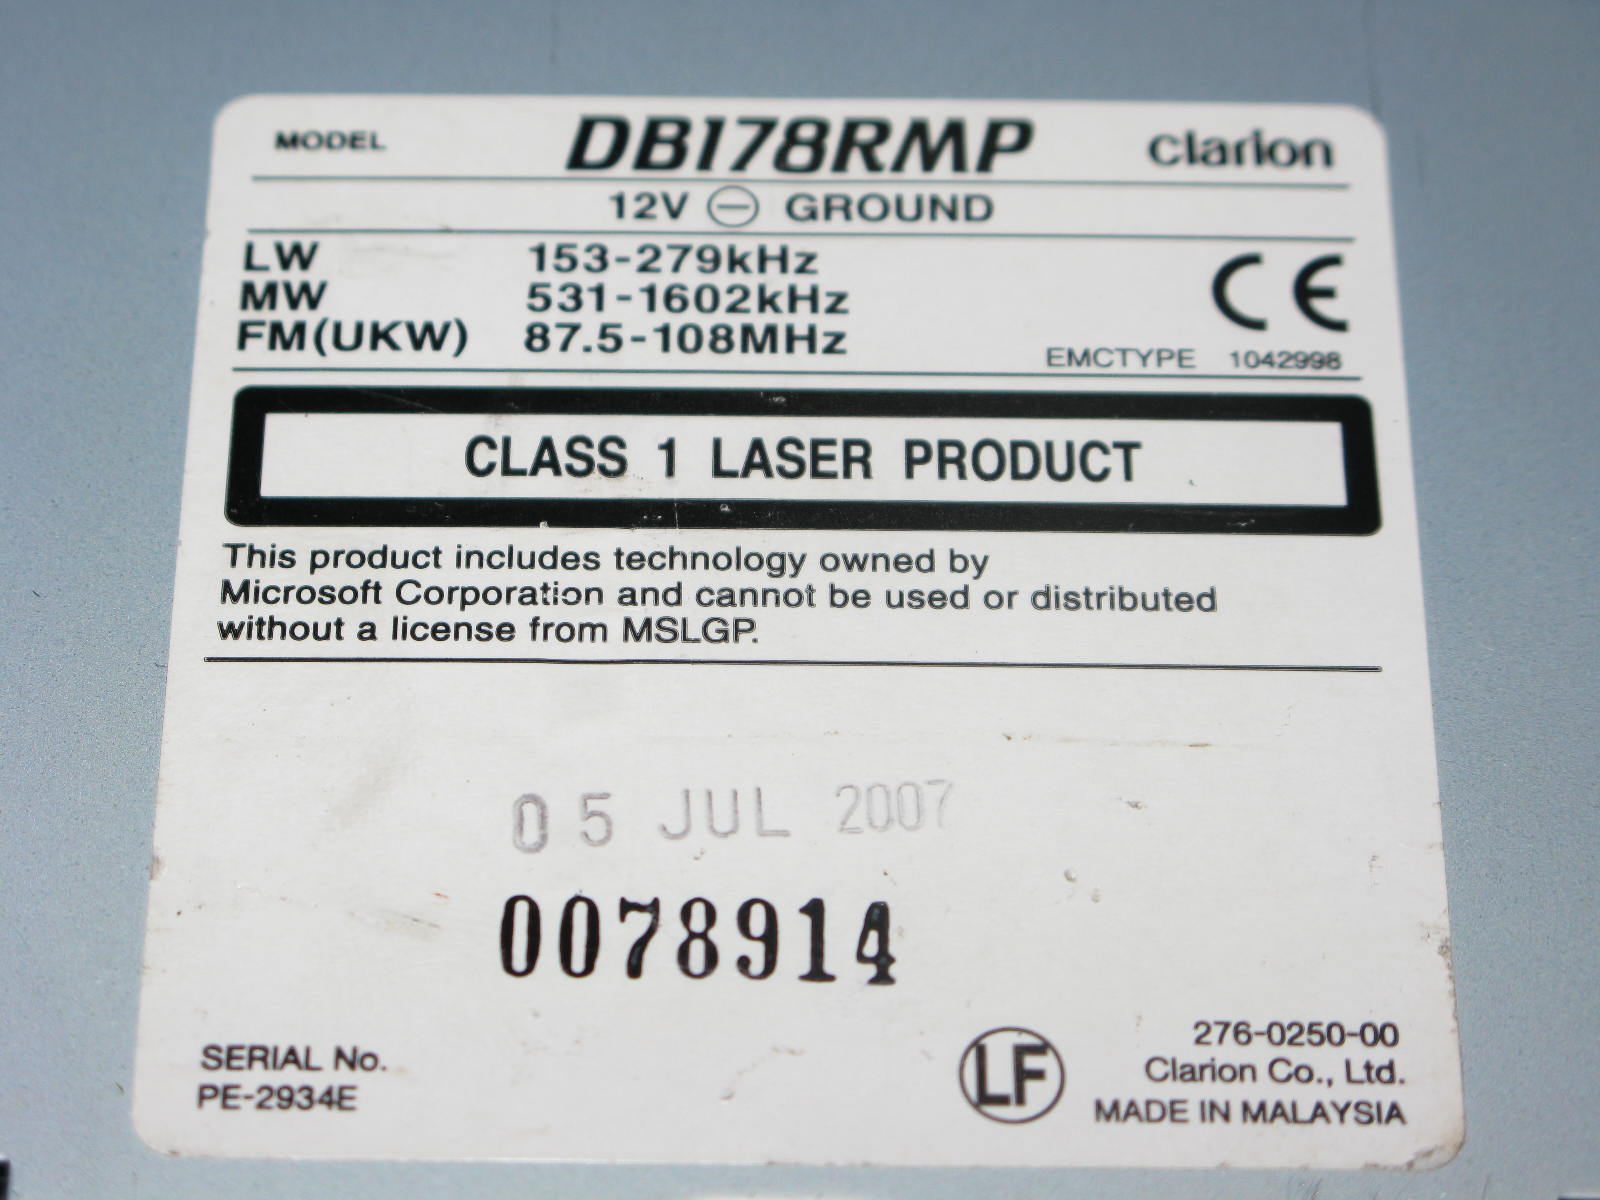 MODEL DB178RMP Clarion
12V ⊖ GROUND
LW 153-279kHz
MW 531-1602kHz
FM(UKW) 87.5-108MHz
CE
EMCTYPE 1042998
CLASS 1 LASER PRODUCT
This product includes technology owned by
Microsoft Corporation and cannot be used or distributed
without a license from MSLGP.
05 JUL 2007
0078914
SERIAL No.
PE-2934E
LF
276-0250-00
Clarion Co., Ltd.
MADE IN MALAYSIA